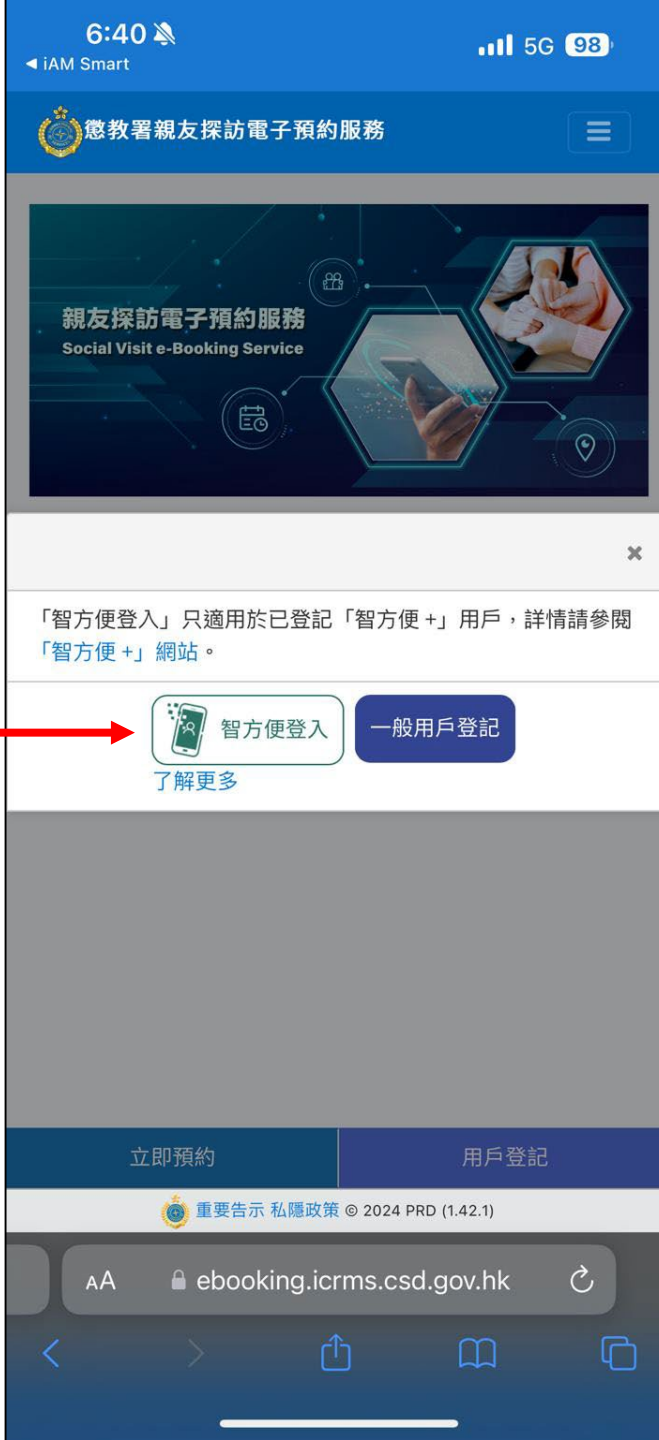 6:40
5G 98
◀ iAM Smart
懲教署親友探訪電子預約服務
親友探訪電子預約服務
Social Visit e-Booking Service
「智方便登入」只適用於已登記「智方便 +」用戶，詳情請參閱
「智方便 +」網站。
智方便登入
一般用戶登記
了解更多
立即預約
用戶登記
重要告示 私隱政策 © 2024 PRD (1.42.1)
AA ebooking.icrms.csd.gov.hk